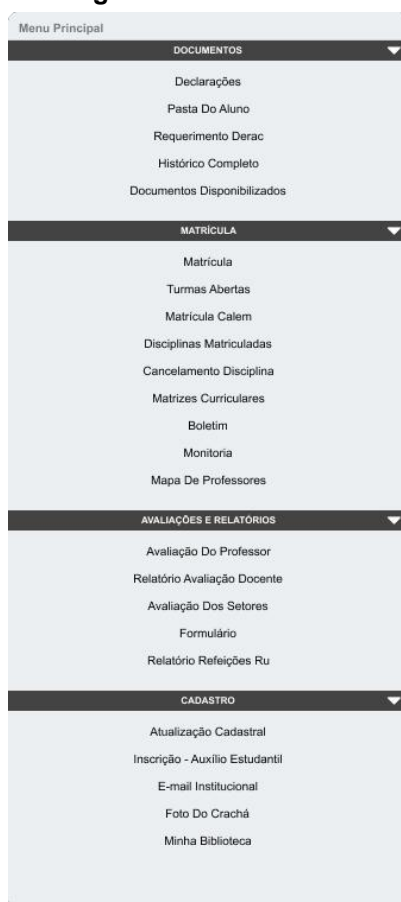 Menu Principal
DOCUMENTOS
Declarações
Pasta Do Aluno
Requerimento Derac
Histórico Completo
Documentos Disponibilizados
MATRÍCULA
Matrícula
Turmas Abertas
Matrícula Calem
Disciplinas Matriculadas
Cancelamento Disciplina
Matrizes Curriculares
Boletim
Monitoria
Mapa De Professores
AVALIAÇÕES E RELATÓRIOS
Avaliação Do Professor
Relatório Avaliação Docente
Avaliação Dos Setores
Formulário
Relatório Refeições Ru
CADASTRO
Atualização Cadastral
Inscrição - Auxílio Estudantil
E-mail Institucional
Foto Do Crachá
Minha Biblioteca